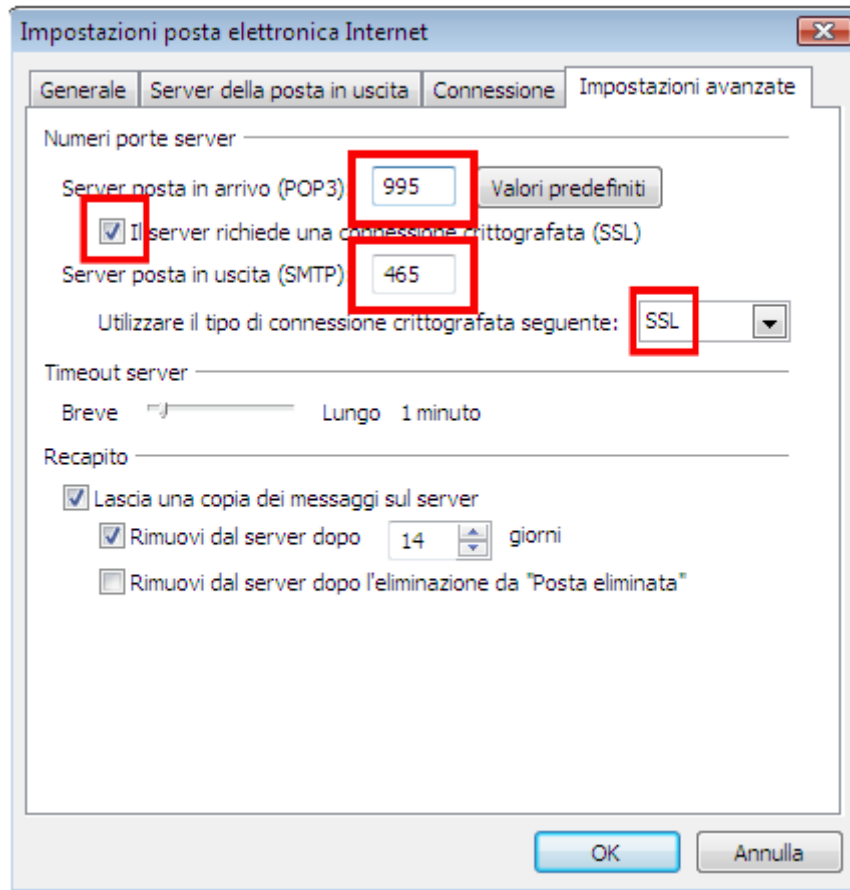 Impostazioni posta elettronica Internet
Generale Server della posta in uscita Connessione Impostazioni avanzate
Numeri porte server
Server posta in arrivo (POP3) 995 Valori predefiniti
Il server richiede una connessione crittografata (SSL)
Server posta in uscita (SMTP) 465
Utilizzare il tipo di connessione crittografata seguente: SSL
Timeout server
Breve Lungo 1 minuto
Recapito
Lascia una copia dei messaggi sul server
Rimuovi dal server dopo 14 giorni
Rimuovi dal server dopo l'eliminazione da "Posta eliminata"
OK Annulla